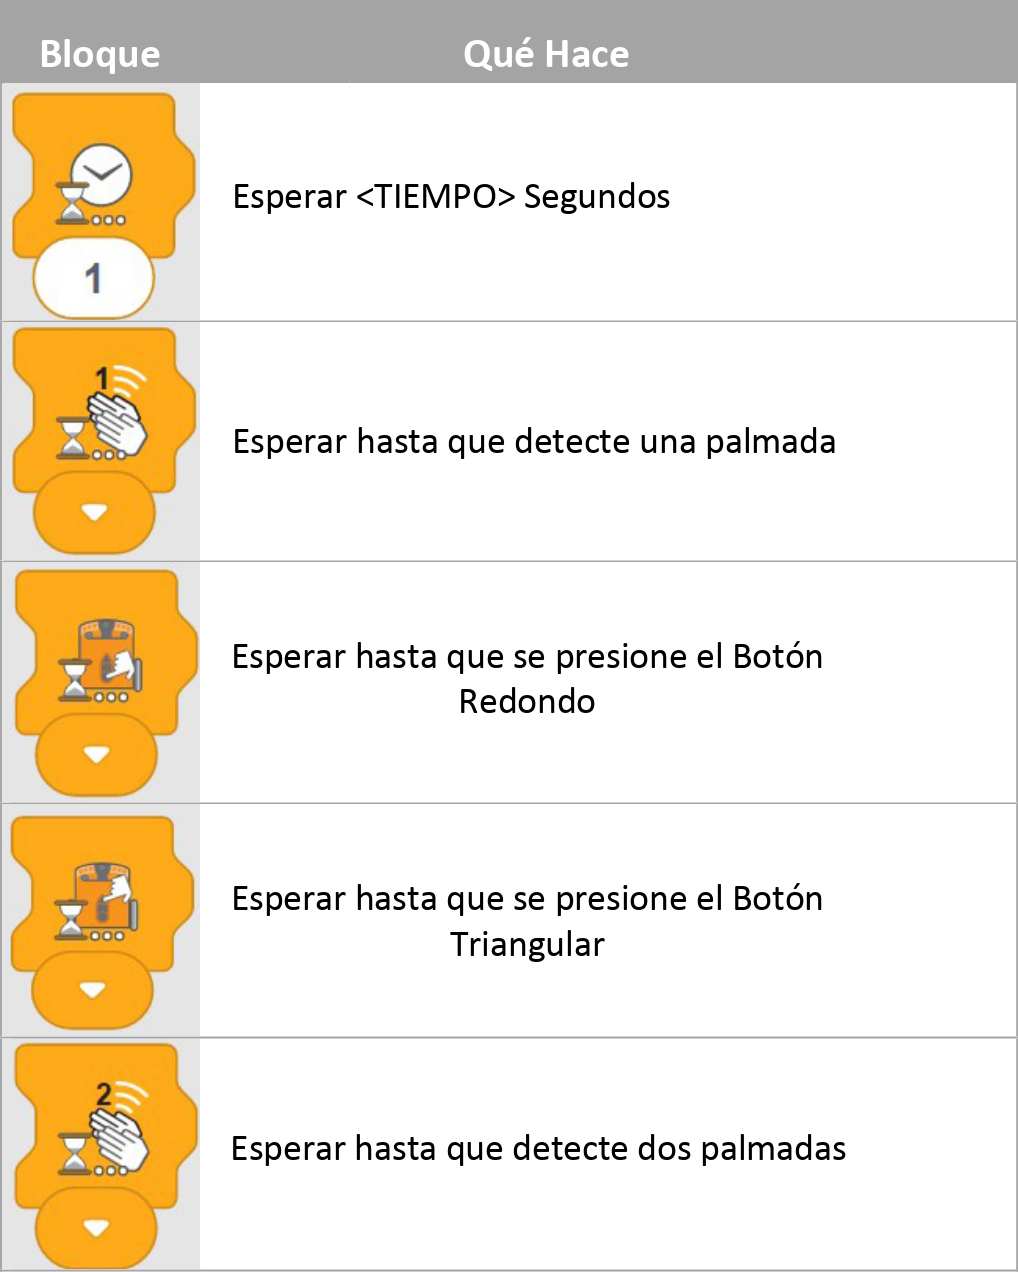 Bloque Qué Hace
Esperar <TIEMPO> Segundos
1
1
Esperar hasta que detecte una palmada
Esperar hasta que se presione el Botón
Redondo
Esperar hasta que se presione el Botón
Triangular
2
Esperar hasta que detecte dos palmadas